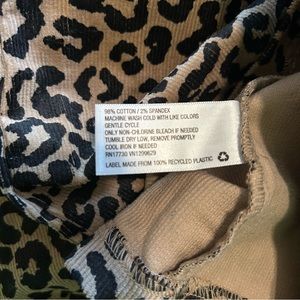 98% COTTON / 2% SPANDEX
MACHINE WASH COLD WITH LIKE COLORS
GENTLE CYCLE
ONLY NON-CHLORINE BLEACH IF NEEDED
TUMBLE DRY LOW, REMOVE PROMPTLY
COOL IRON IF NEEDED
RN17730 VN1299629
LABEL MADE FROM 100% RECYCLED PLASTIC